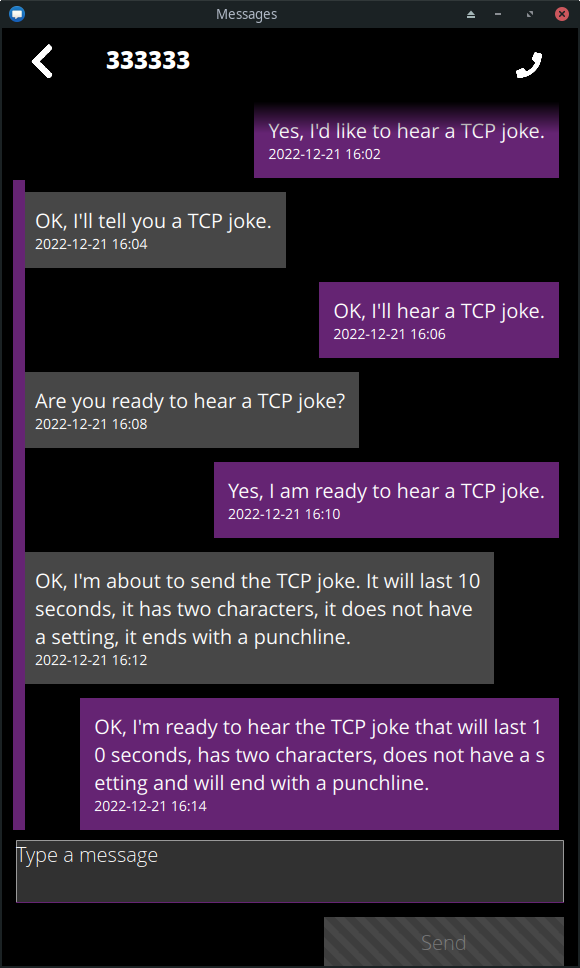 Messages
333333
Yes, I'd like to hear a TCP joke.
2022-12-21 16:02
OK, I'll tell you a TCP joke.
2022-12-21 16:04
OK, I'll hear a TCP joke.
2022-12-21 16:06
Are you ready to hear a TCP joke?
2022-12-21 16:08
Yes, I am ready to hear a TCP joke.
2022-12-21 16:10
OK, I'm about to send the TCP joke. It will last 10
seconds, it has two characters, it does not have
a setting, it ends with a punchline.
2022-12-21 16:12
OK, I'm ready to hear the TCP joke that will last 1
0 seconds, has two characters, does not have a s
etting and will end with a punchline.
2022-12-21 16:14
Type a message
Send